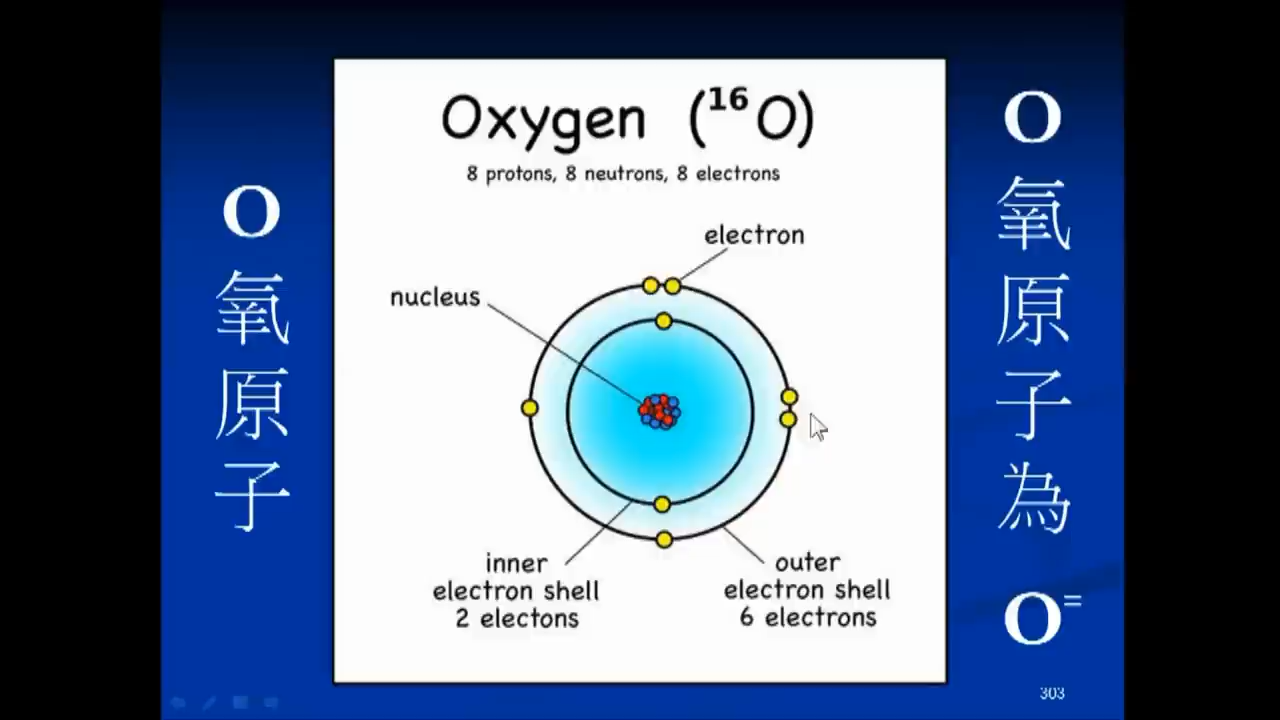 O
氧
原
子
Oxygen (¹⁶O)
8 protons, 8 neutrons, 8 electrons
electron
nucleus
inner
electron shell
2 electons
outer
electron shell
6 electrons
O
氧
原
子
為
O⁼
303